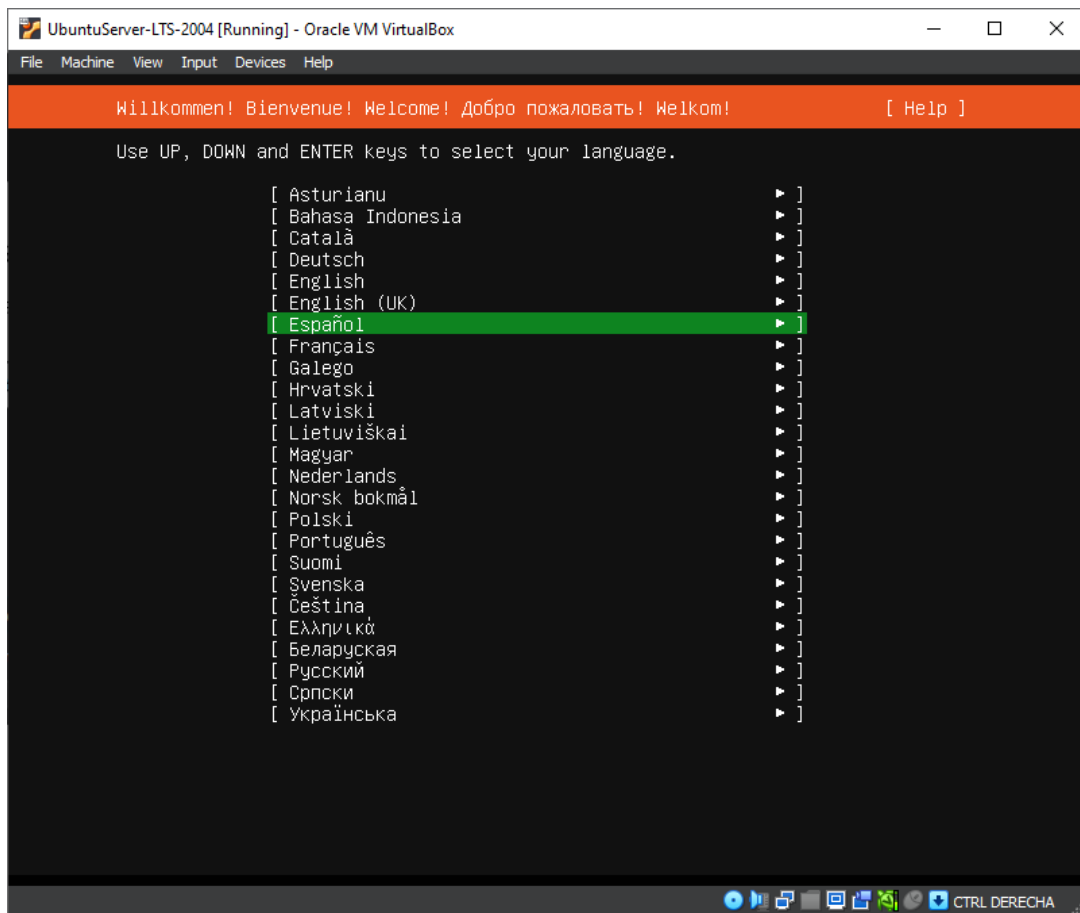 UbuntuServer-LTS-2004 [Running] - Oracle VM VirtualBox
File Machine View Input Devices Help
Willkommen! Bienvenue! Welcome! Добро пожаловать! Welkom! [ Help ]
Use UP, DOWN and ENTER keys to select your language.
[ Asturianu ► ]
[ Bahasa Indonesia ► ]
[ Català ► ]
[ Deutsch ► ]
[ English ► ]
[ English (UK) ► ]
[ Español ► ]
[ Français ► ]
[ Galego ► ]
[ Hrvatski ► ]
[ Latviski ► ]
[ Lietuviškai ► ]
[ Magyar ► ]
[ Nederlands ► ]
[ Norsk bokmål ► ]
[ Polski ► ]
[ Português ► ]
[ Suomi ► ]
[ Svenska ► ]
[ Čeština ► ]
[ Ελληνικά ► ]
[ Беларуская ► ]
[ Русский ► ]
[ Српски ► ]
[ Українська ► ]
CTRL DERECHA